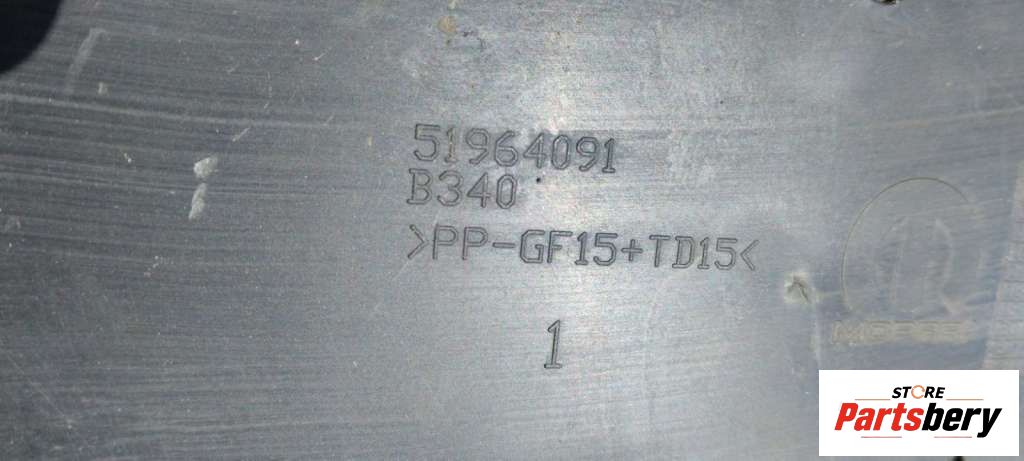 51964091
B340
>PP-GF15+TD15<
1
STORE
Partsbery